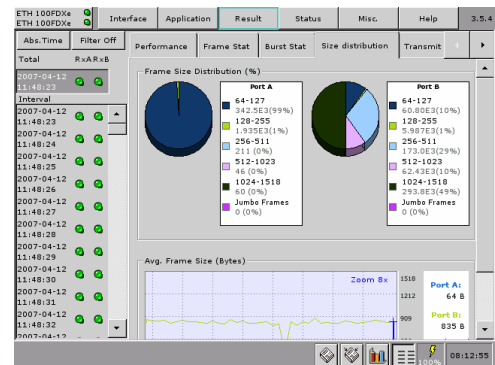 ETH 100FDXe
ETH 100FDXe
Interface Application Result Status Misc. Help 3.5.4
Abs.Time Filter Off
Performance Frame Stat Burst Stat Size distribution Transmit
Total RxA RxB
2007-04-12
11:48:23
Interval
2007-04-12
11:48:23
2007-04-12
11:48:24
2007-04-12
11:48:25
2007-04-12
11:48:26
2007-04-12
11:48:27
2007-04-12
11:48:28
2007-04-12
11:48:29
2007-04-12
11:48:30
2007-04-12
11:48:31
2007-04-12
11:48:32
2007-04-12
Frame Size Distribution (%)
Port A
64-127
342.5E3(99%)
128-255
1.935E3(1%)
256-511
211 (0%)
512-1023
46 (0%)
1024-1518
60 (0%)
Jumbo Frames
0 (0%)
Port B
64-127
60.80E3(10%)
128-255
5.987E3(1%)
256-511
173.0E3(29%)
512-1023
62.43E3(10%)
1024-1518
293.8E3(49%)
Jumbo Frames
0 (0%)
Avg. Frame Size (Bytes)
Zoom 8x
1518
1212
909
Port A:
64 B
Port B:
835 B
100%
08:12:55